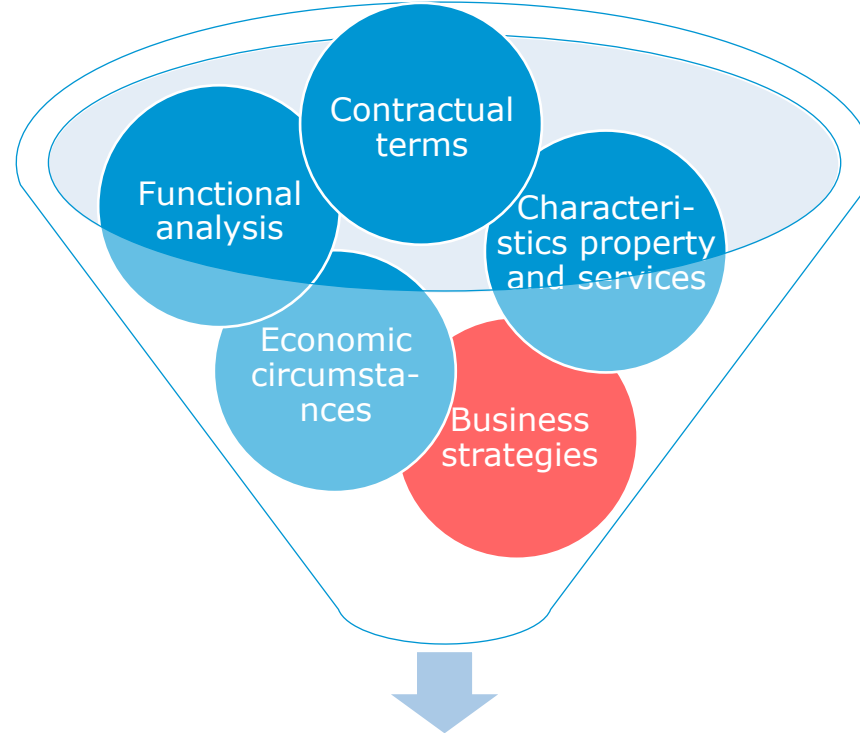 Contractual
terms
Functional
analysis
Characteri-
stics property
and services
Economic
circumsta-
nces
Business
strategies